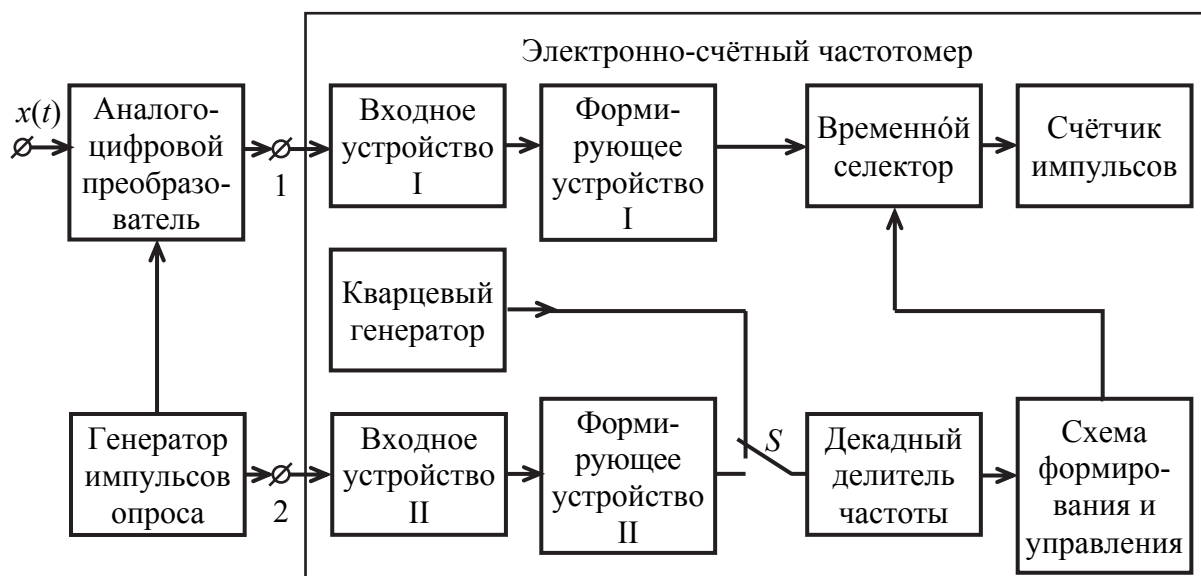 Электронно-счётный частотомер
x(t)
Аналого-
цифровой
преобразо-
ватель
1
Входное
устройство
I
Форми-
рующее
устройство
I
Временно́й
селектор
Счётчик
импульсов
Кварцевый
генератор
Генератор
импульсов
опроса
2
Входное
устройство
II
Форми-
рующее
устройство
II
S
Декадный
делитель
частоты
Схема
формиро-
вания и
управления